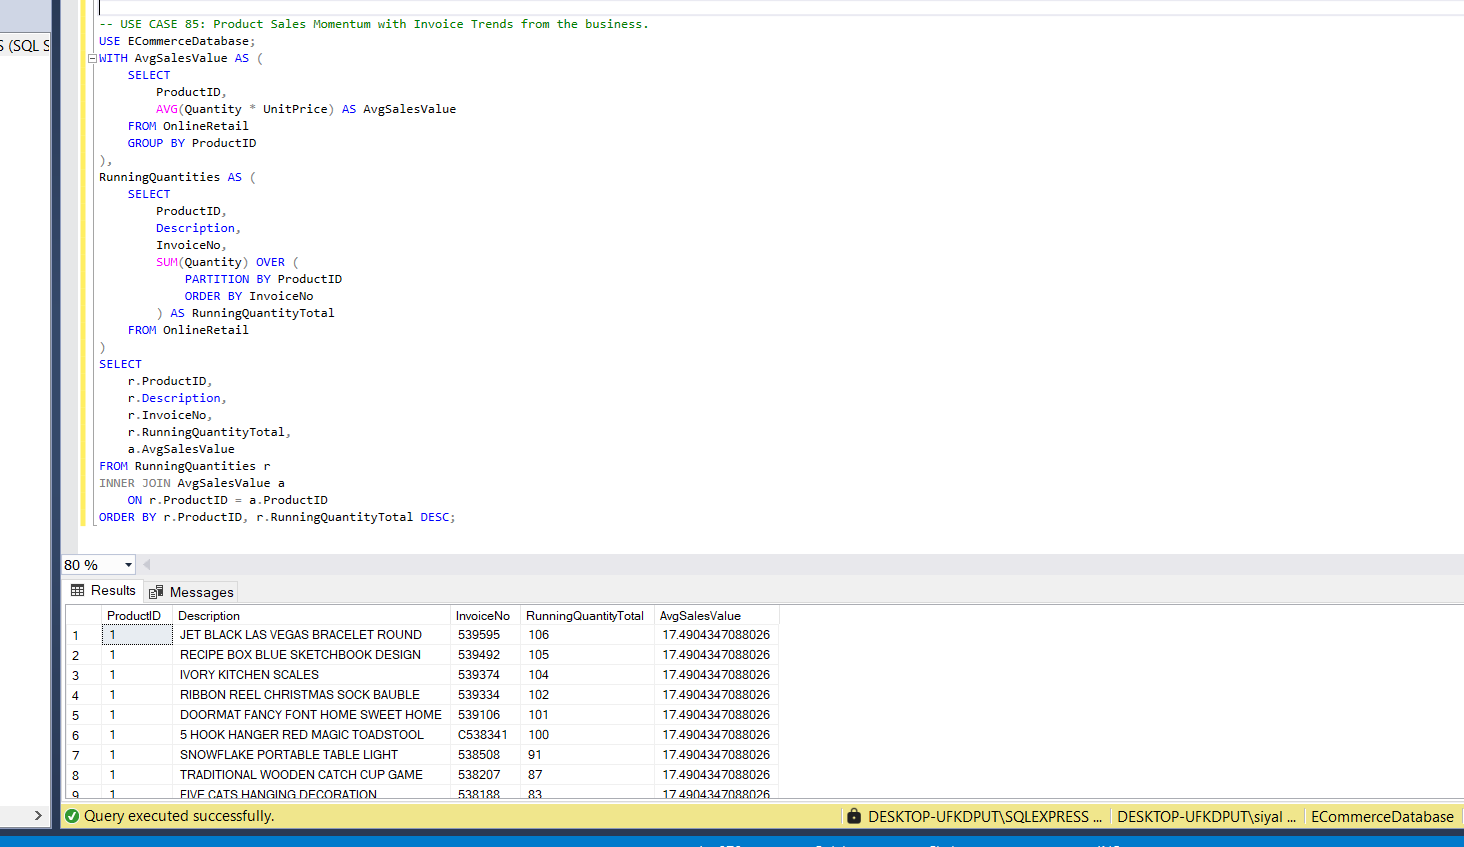 -- USE CASE 85: Product Sales Momentum with Invoice Trends from the business.
S (SQL S
USE ECommerceDatabase;
WITH AvgSalesValue AS (
SELECT
ProductID,
AVG(Quantity * UnitPrice) AS AvgSalesValue
FROM OnlineRetail
GROUP BY ProductID
),
RunningQuantities AS (
SELECT
ProductID,
Description,
InvoiceNo,
SUM(Quantity) OVER (
PARTITION BY ProductID
ORDER BY InvoiceNo
) AS RunningQuantityTotal
FROM OnlineRetail
)
SELECT
r.ProductID,
r.Description,
r.InvoiceNo,
r.RunningQuantityTotal,
a.AvgSalesValue
FROM RunningQuantities r
INNER JOIN AvgSalesValue a
ON r.ProductID = a.ProductID
ORDER BY r.ProductID, r.RunningQuantityTotal DESC;
80 %
Results Messages
ProductID Description InvoiceNo RunningQuantityTotal AvgSalesValue
1 1 JET BLACK LAS VEGAS BRACELET ROUND 539595 106 17.4904347088026
2 1 RECIPE BOX BLUE SKETCHBOOK DESIGN 539492 105 17.4904347088026
3 1 IVORY KITCHEN SCALES 539374 104 17.4904347088026
4 1 RIBBON REEL CHRISTMAS SOCK BAUBLE 539334 102 17.4904347088026
5 1 DOORMAT FANCY FONT HOME SWEET HOME 539106 101 17.4904347088026
6 1 5 HOOK HANGER RED MAGIC TOADSTOOL C538341 100 17.4904347088026
7 1 SNOWFLAKE PORTABLE TABLE LIGHT 538508 91 17.4904347088026
8 1 TRADITIONAL WOODEN CATCH CUP GAME 538207 87 17.4904347088026
9 1 FIVE CATS HANGING DECORATION 538188 83 17.4904347088026
Query executed successfully. DESKTOP-UFKDPUT\SQLEXPRESS ... DESKTOP-UFKDPUT\siyal ... ECommerceDatabase